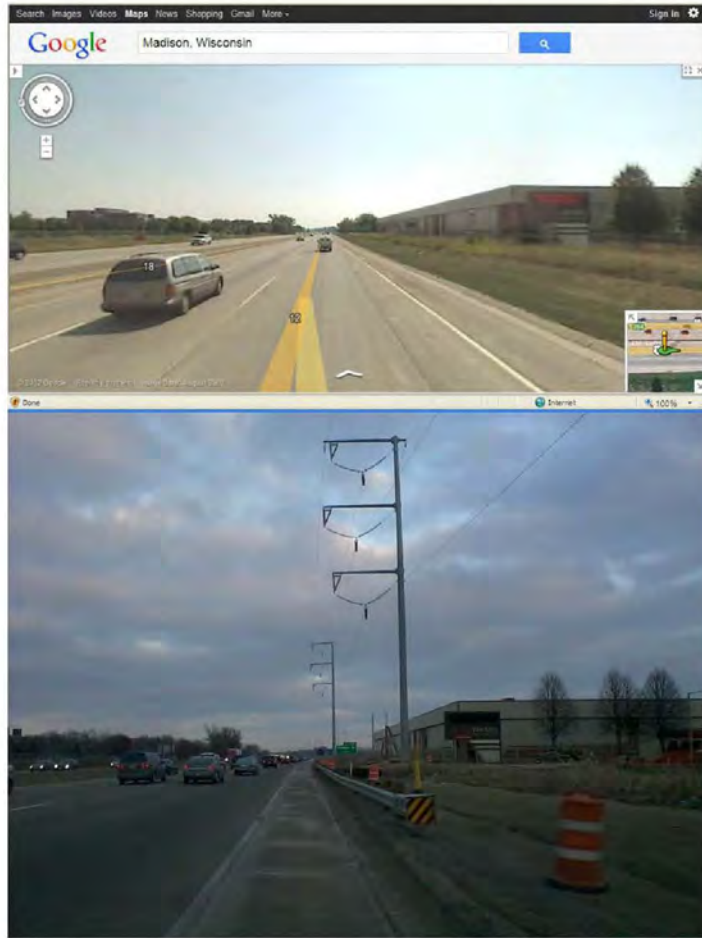 Search Images Videos Maps News Shopping Gmail More
Sign in
Google
Madison, Wisconsin
18
18
Done
Internet
100%